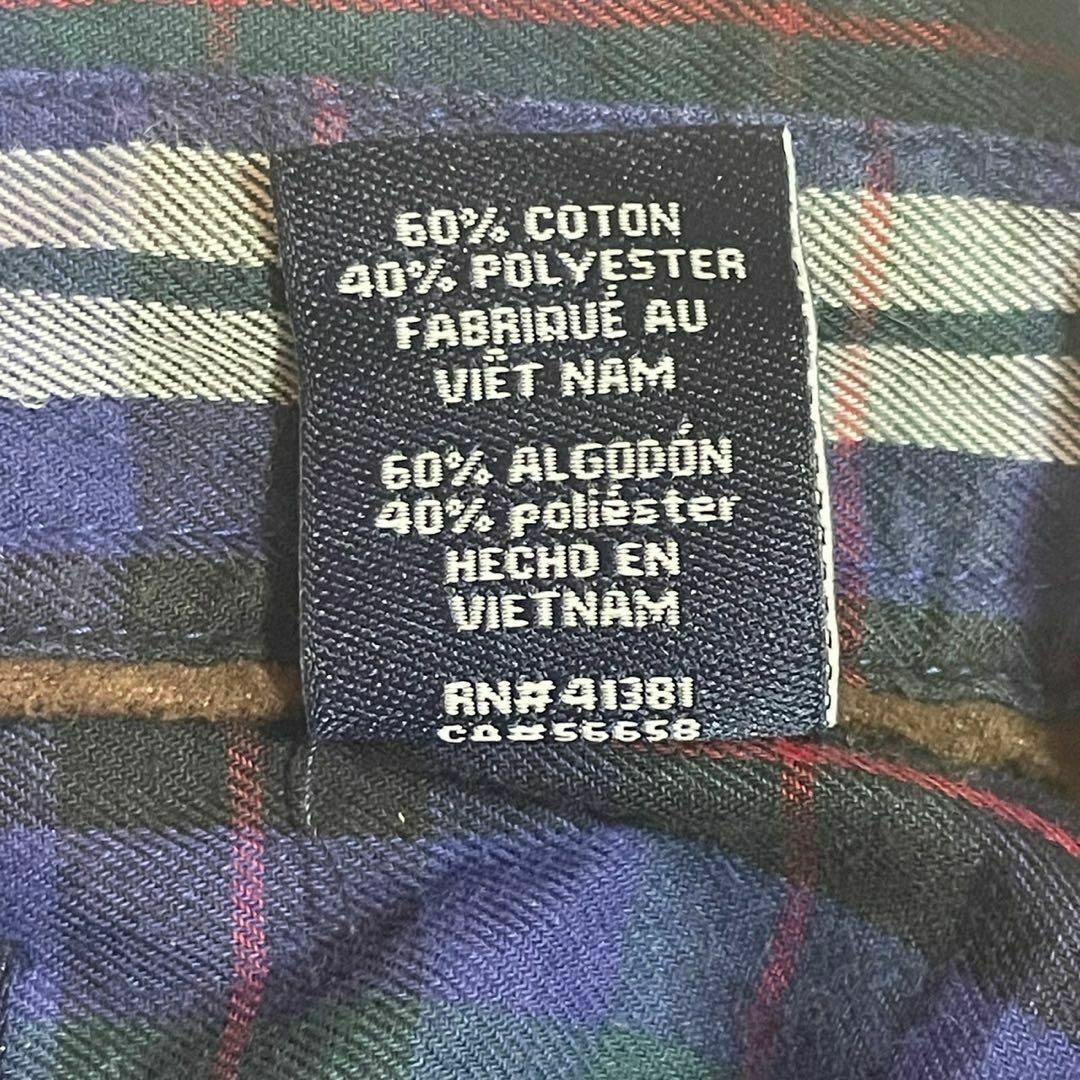 60% COTON
40% POLYESTER
FABRIQUÉ AU
VIÊT NAM
60% ALGODÓN
40% poliéster
HECHO EN
VIETNAM
RN# 41381
CA#56658